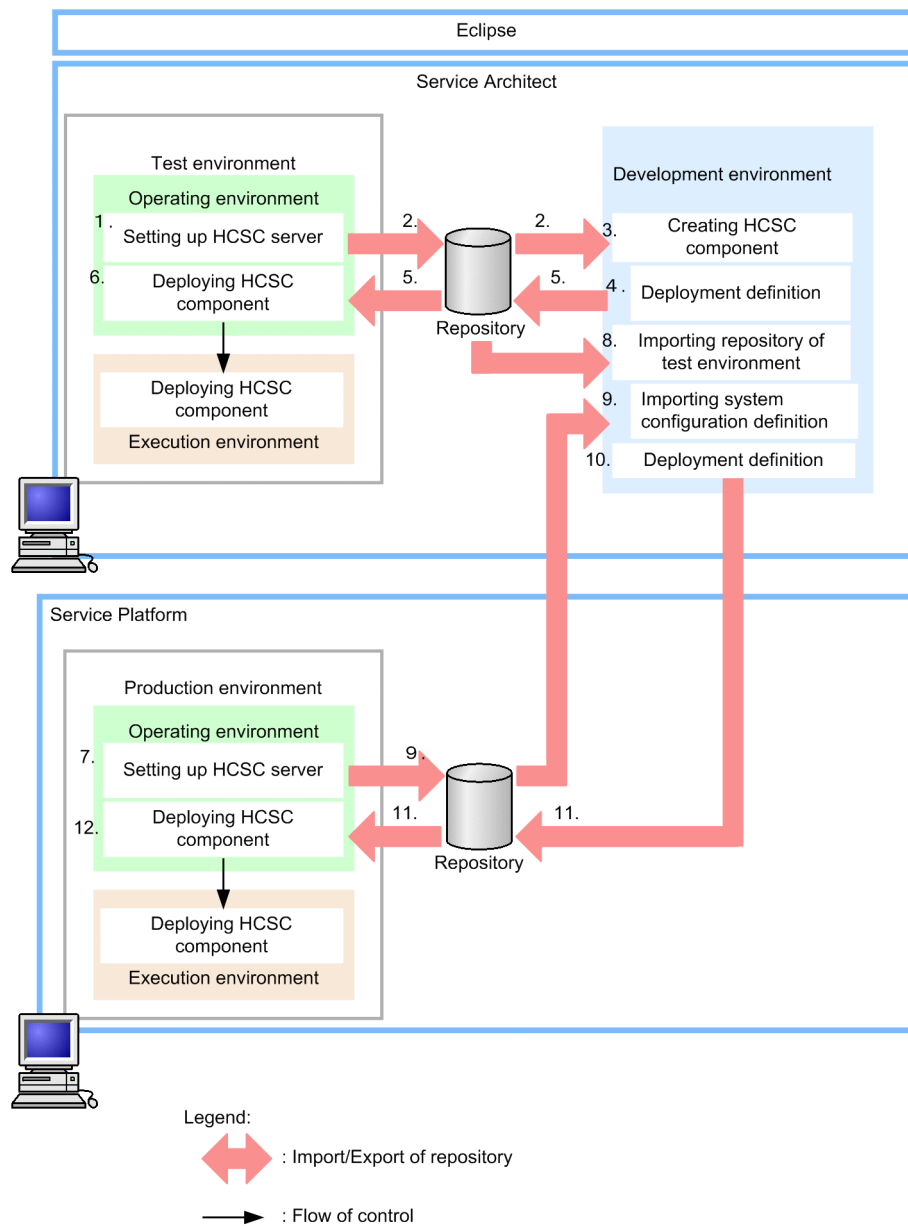 Eclipse
Service Architect
Test environment
Operating environment
1.
Setting up HCSC server
2.
2.
6.
Deploying HCSC
component
5.
5.
Repository
Deploying HCSC
component
Execution environment
Development environment
3.
Creating HCSC
component
4.
Deployment definition
8.
Importing repository of
test environment
9.
Importing system
configuration definition
10.
Deployment definition
Service Platform
Production environment
Operating environment
7.
Setting up HCSC server
9.
12.
Deploying HCSC
component
11.
11.
Repository
Deploying HCSC
component
Execution environment
Legend:
: Import/Export of repository
: Flow of control